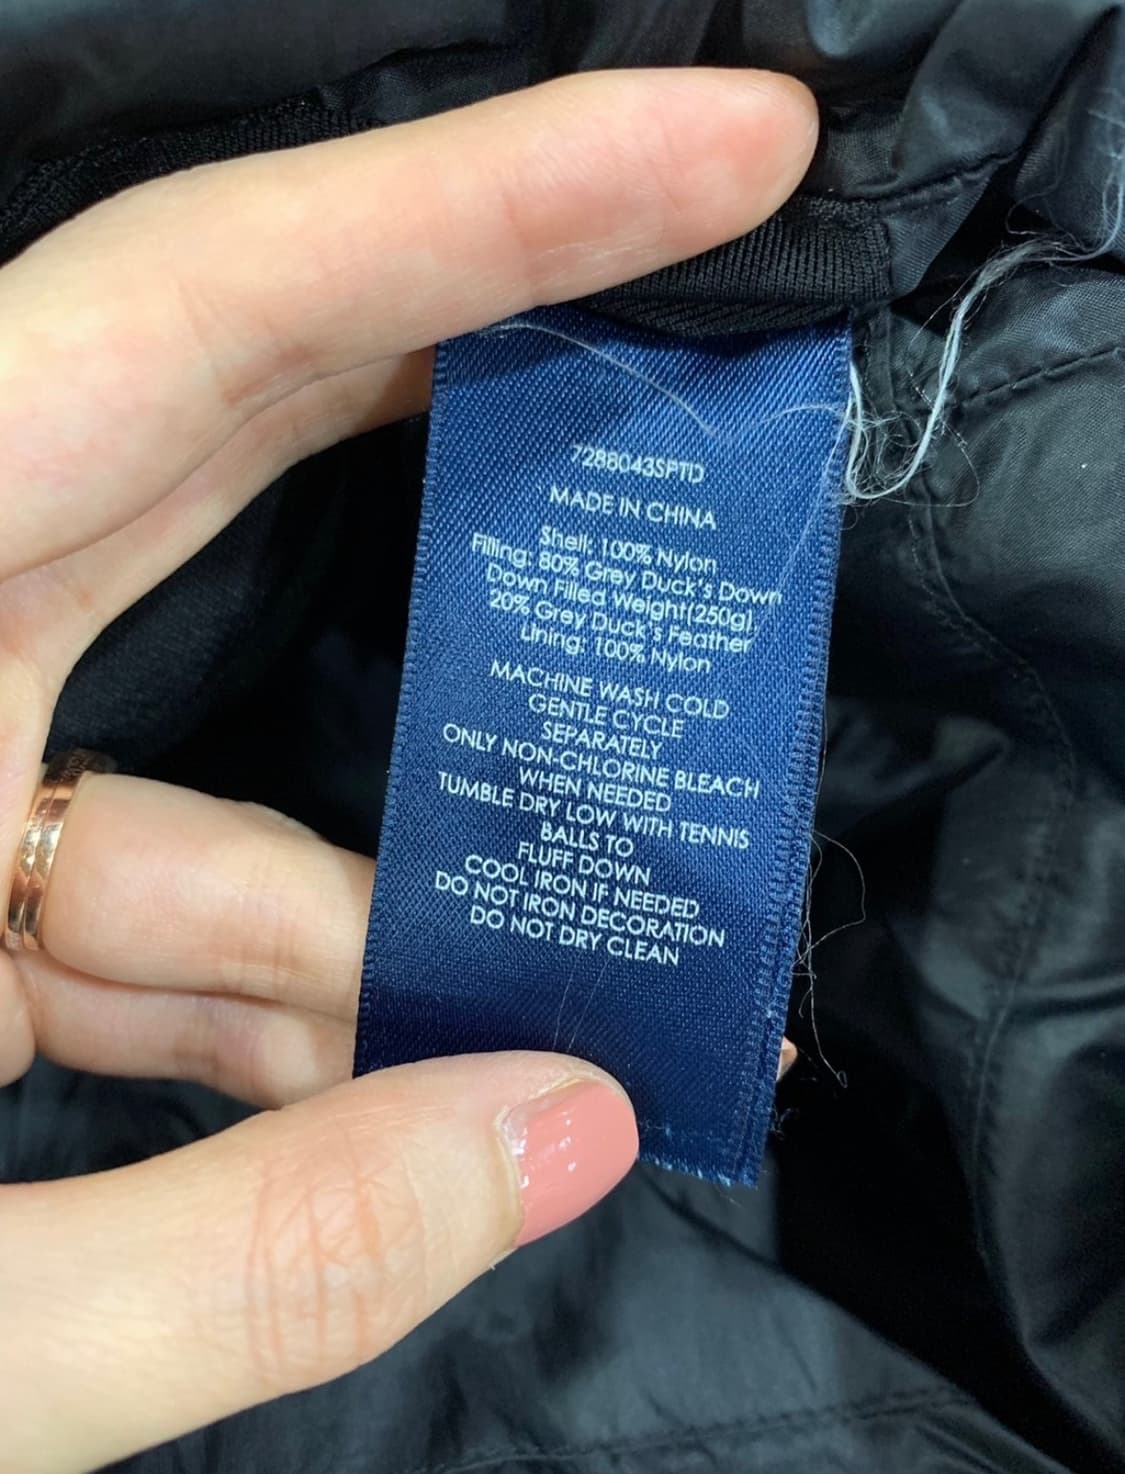 7288043SPTD
MADE IN CHINA
Shell: 100% Nylon
Filling: 80% Grey Duck's Down
Down Filled Weight(250g)
20% Grey Duck's Feather
Lining: 100% Nylon
MACHINE WASH COLD
GENTLE CYCLE
SEPARATELY
ONLY NON-CHLORINE BLEACH
WHEN NEEDED
TUMBLE DRY LOW WITH TENNIS
BALLS TO
FLUFF DOWN
COOL IRON IF NEEDED
DO NOT IRON DECORATION
DO NOT DRY CLEAN